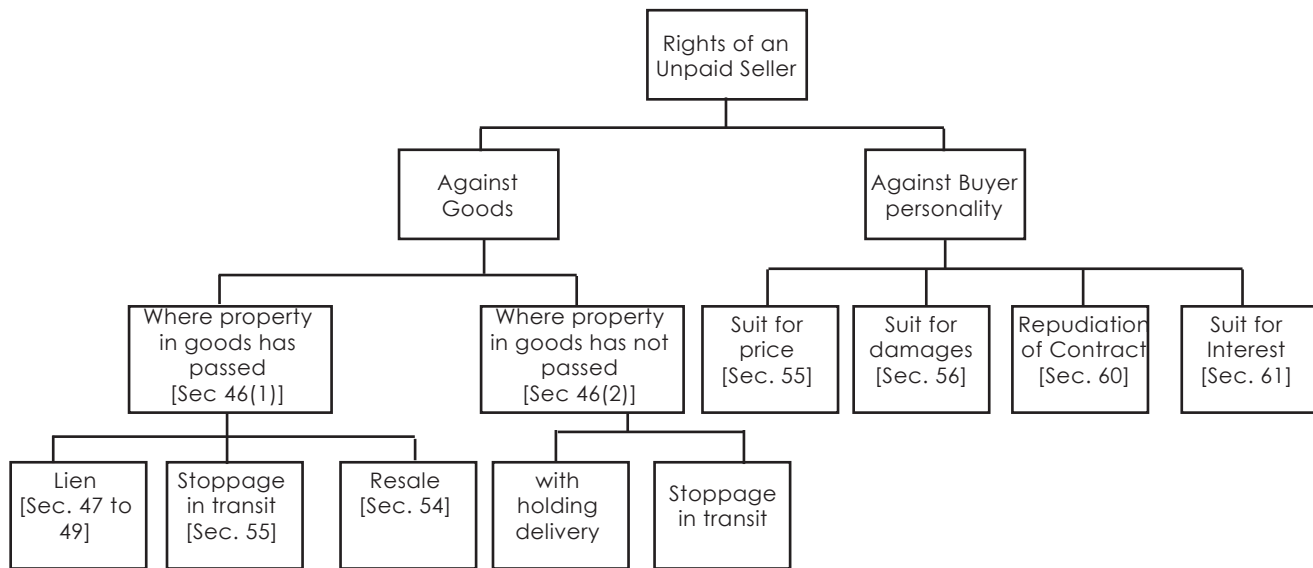 Rights of an
Unpaid Seller
Against
Goods
Against Buyer
personality
Where property
in goods has
passed
[Sec 46(1)]
Where property
in goods has not
passed
[Sec 46(2)]
Suit for
price
[Sec. 55]
Suit for
damages
[Sec. 56]
Repudiation
of Contract
[Sec. 60]
Suit for
Interest
[Sec. 61]
Lien
[Sec. 47 to
49]
Stoppage
in transit
[Sec. 55]
Resale
[Sec. 54]
with
holding
delivery
Stoppage
in transit